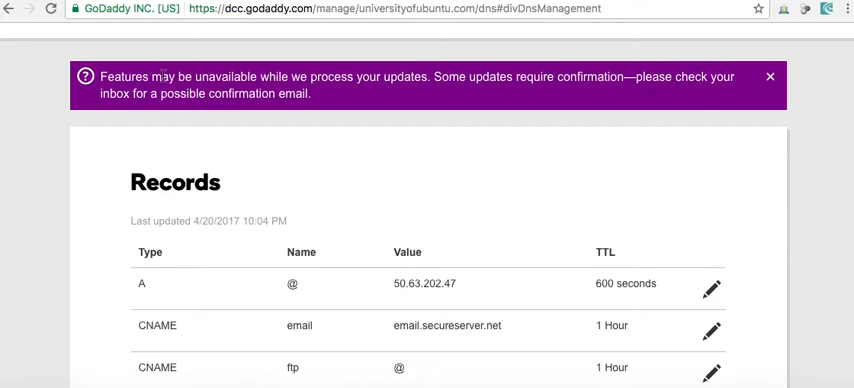 GoDaddy INC. [US] https://dcc.godaddy.com/manage/universityofubuntu.com/dns#divDnsManagement
Features may be unavailable while we process your updates. Some updates require confirmation—please check your
inbox for a possible confirmation email.
Records
Last updated 4/20/2017 10:04 PM
Type Name Value TTL
A @ 50.63.202.47 600 seconds
CNAME email email.secureserver.net 1 Hour
CNAME ftp @ 1 Hour